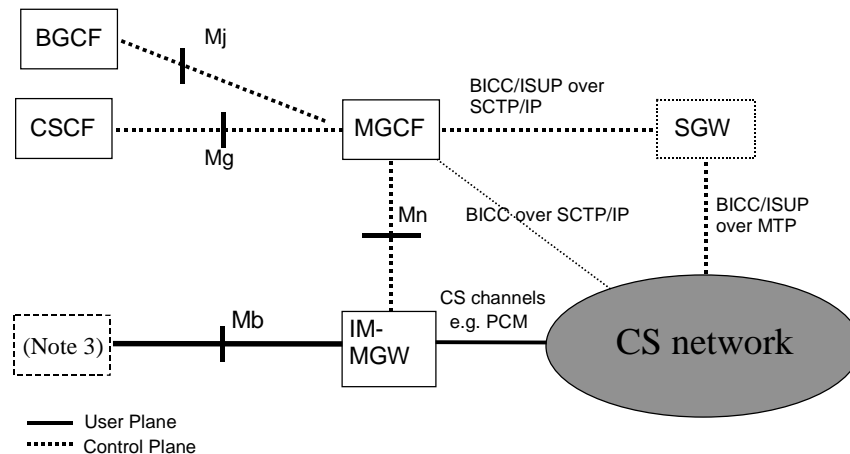 BGCF
Mj
BICC/ISUP over
SCTP/IP
CSCF
Mg
MGCF
SGW
Mn
BICC over SCTP/IP
BICC/ISUP
over MTP
(Note 3)
Mb
IM-
MGW
CS channels
e.g. PCM
CS network
User Plane
Control Plane